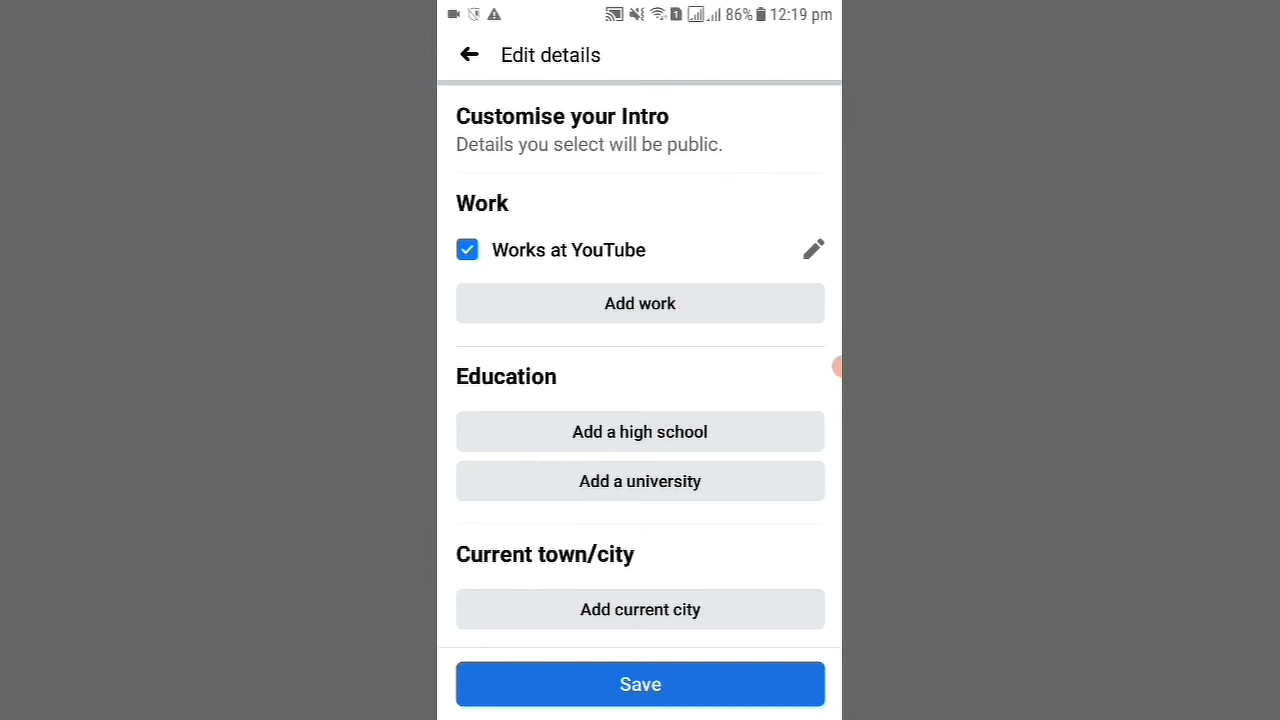 1 86% 12:19 pm
Edit details
Customise your Intro
Details you select will be public.
Work
Works at YouTube
Add work
Education
Add a high school
Add a university
Current town/city
Add current city
Save